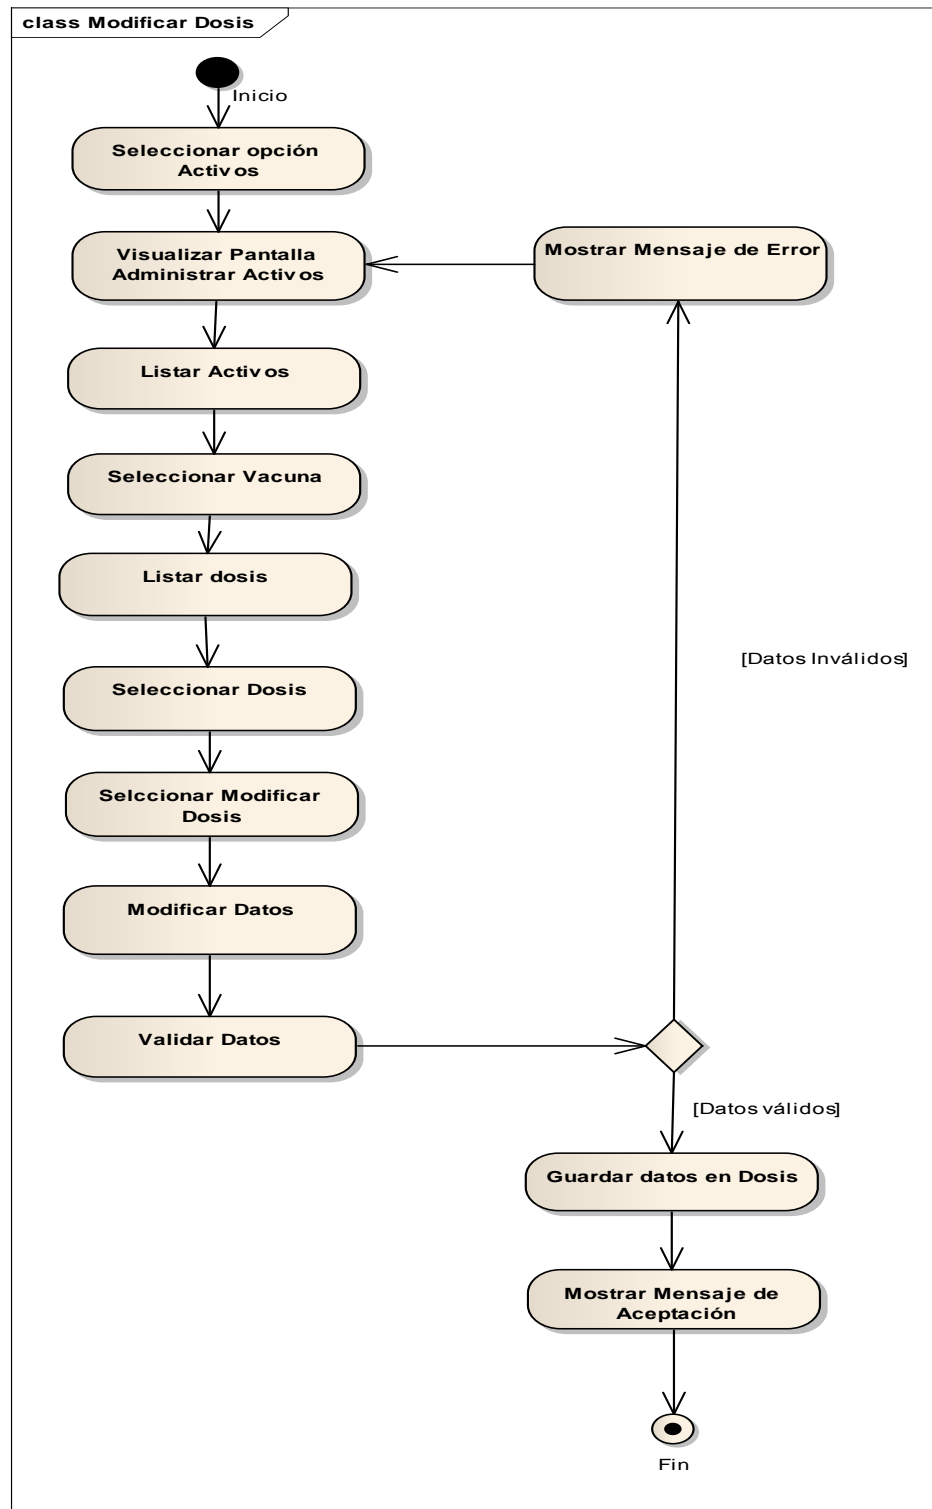 class Modificar Dosis
Inicio
Seleccionar opción
Activos
Visualizar Pantalla
Administrar Activos
Mostrar Mensaje de Error
Listar Activos
Seleccionar Vacuna
Listar dosis
[Datos Inválidos]
Seleccionar Dosis
Selccionar Modificar
Dosis
Modificar Datos
Validar Datos
[Datos válidos]
Guardar datos en Dosis
Mostrar Mensaje de
Aceptación
Fin